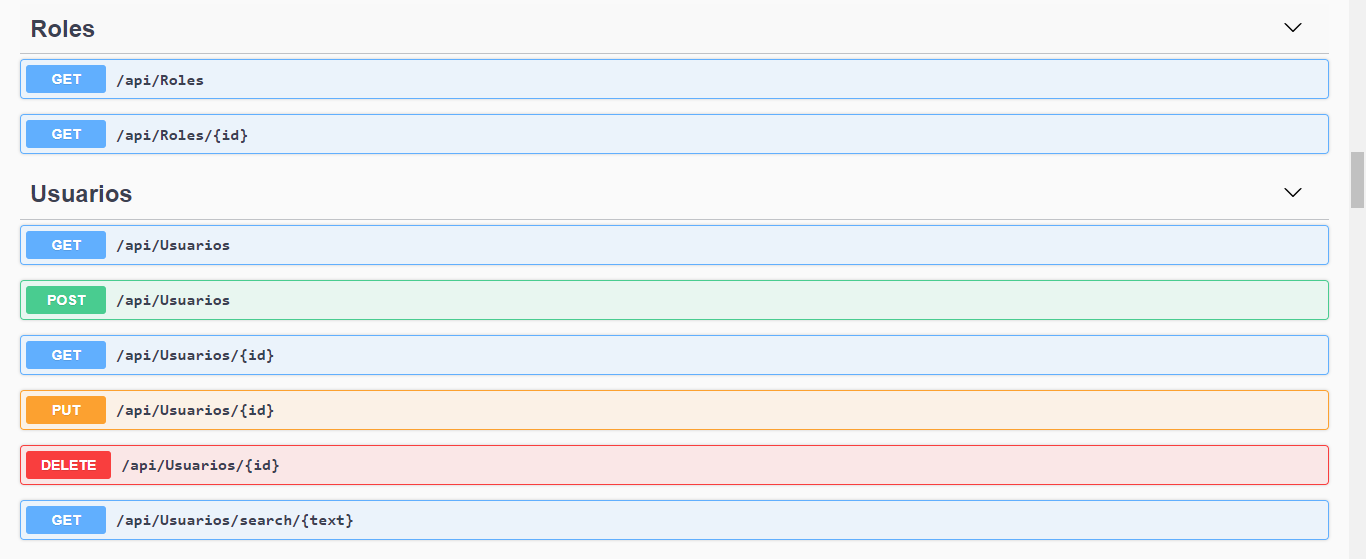 Roles
GET /api/Roles
GET /api/Roles/{id}
Usuarios
GET /api/Usuarios
POST /api/Usuarios
GET /api/Usuarios/{id}
PUT /api/Usuarios/{id}
DELETE /api/Usuarios/{id}
GET /api/Usuarios/search/{text}